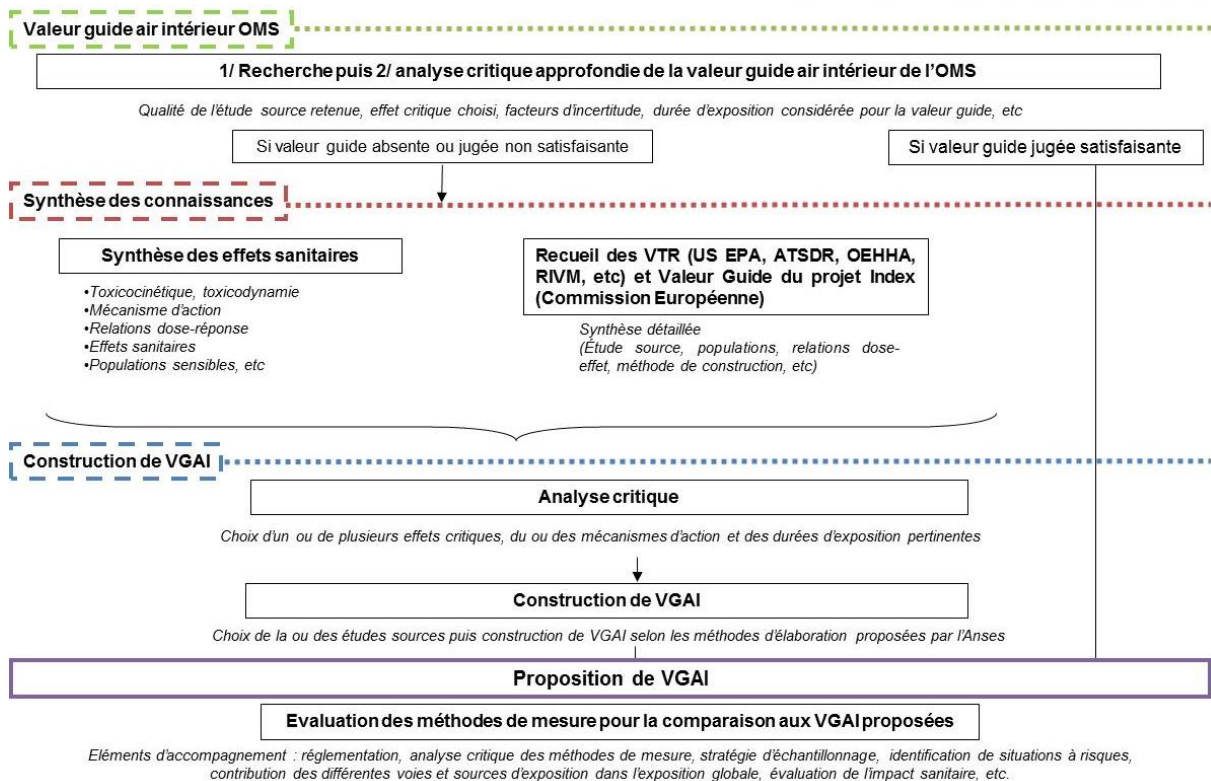 Valeur guide air intérieur OMS
1/ Recherche puis 2/ analyse critique approfondie de la valeur guide air intérieur de l'OMS
Qualité de l'étude source retenue, effet critique choisi, facteurs d'incertitude, durée d'exposition considérée pour la valeur guide, etc
Si valeur guide absente ou jugée non satisfaisante
Si valeur guide jugée satisfaisante
Synthèse des connaissances
Synthèse des effets sanitaires
•Toxicocinétique, toxicodynamie
•Mécanisme d'action
•Relations dose-réponse
•Effets sanitaires
•Populations sensibles, etc
Recueil des VTR (US EPA, ATSDR, OEHHA,
RIVM, etc) et Valeur Guide du projet Index
(Commission Européenne)
Synthèse détaillée
(Étude source, populations, relations dose-
effet, méthode de construction, etc)
Construction de VGAI
Analyse critique
Choix d'un ou de plusieurs effets critiques, du ou des mécanismes d'action et des durées d'exposition pertinentes
Construction de VGAI
Choix de la ou des études sources puis construction de VGAI selon les méthodes d'élaboration proposées par l'Anses
Proposition de VGAI
Evaluation des méthodes de mesure pour la comparaison aux VGAI proposées
Eléments d'accompagnement : réglementation, analyse critique des méthodes de mesure, stratégie d'échantillonnage, identification de situations à risques,
contribution des différentes voies et sources d'exposition dans l'exposition globale, évaluation de l'impact sanitaire, etc.